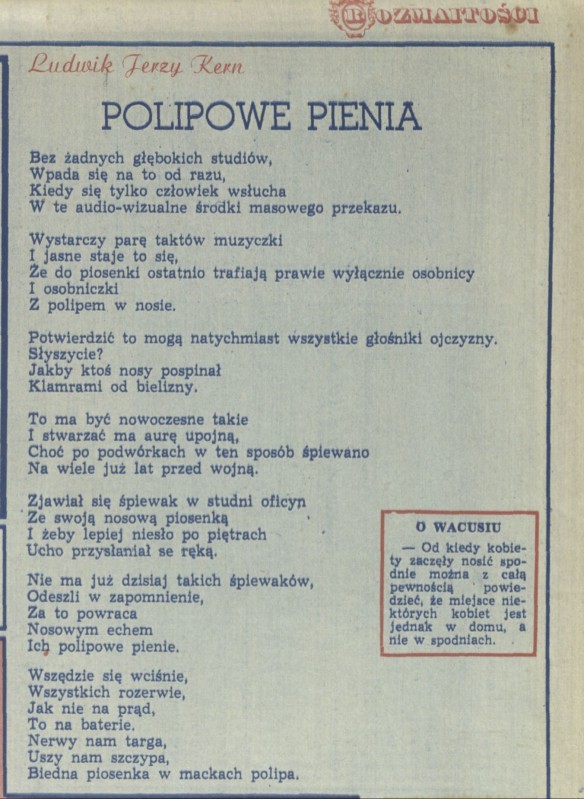 ROZMAITOŚCI
Ludwik Jerzy Kern
POLIPOWE PIENIA
Bez żadnych głębokich studiów,
Wpada się na to od razu,
Kiedy się tylko człowiek wsłucha
W te audio-wizualne środki masowego przekazu.
Wystarczy parę taktów muzyczki
I jasne staje to się,
Że do piosenki ostatnio trafiają prawie wyłącznie osobnicy
I osobniczki
Z polipem w nosie.
Potwierdzić to mogą natychmiast wszystkie głośniki ojczyzny.
Słyszycie?
Jakby ktoś nosy pospinał
Klamrami od bielizny.
To ma być nowoczesne takie
I stwarzać ma aurę upojną,
Choć po podwórkach w ten sposób śpiewano
Na wiele już lat przed wojną.
Zjawiał się śpiewak w studni oficyn
Ze swoją nosową piosenką
I żeby lepiej niesło po piętrach
Ucho przysłaniał se ręką.
Nie ma już dzisiaj takich śpiewaków,
Odeszli w zapomnienie,
Za to powraca
Nosowym echem
Ich polipowe pienie.
Wszędzie się wciśnie,
Wszystkich rozerwie,
Jak nie na prąd,
To na baterie.
Nerwy nam targa,
Uszy nam szczypa,
Biedna piosenka w mackach polipa.
O WACUSIU
— Od kiedy kobie-
ty zaczęły nosić spo-
dnie można z całą
pewnością powie-
dzieć, że miejsce nie-
których kobiet jest
jednak w domu, a
nie w spodniach.